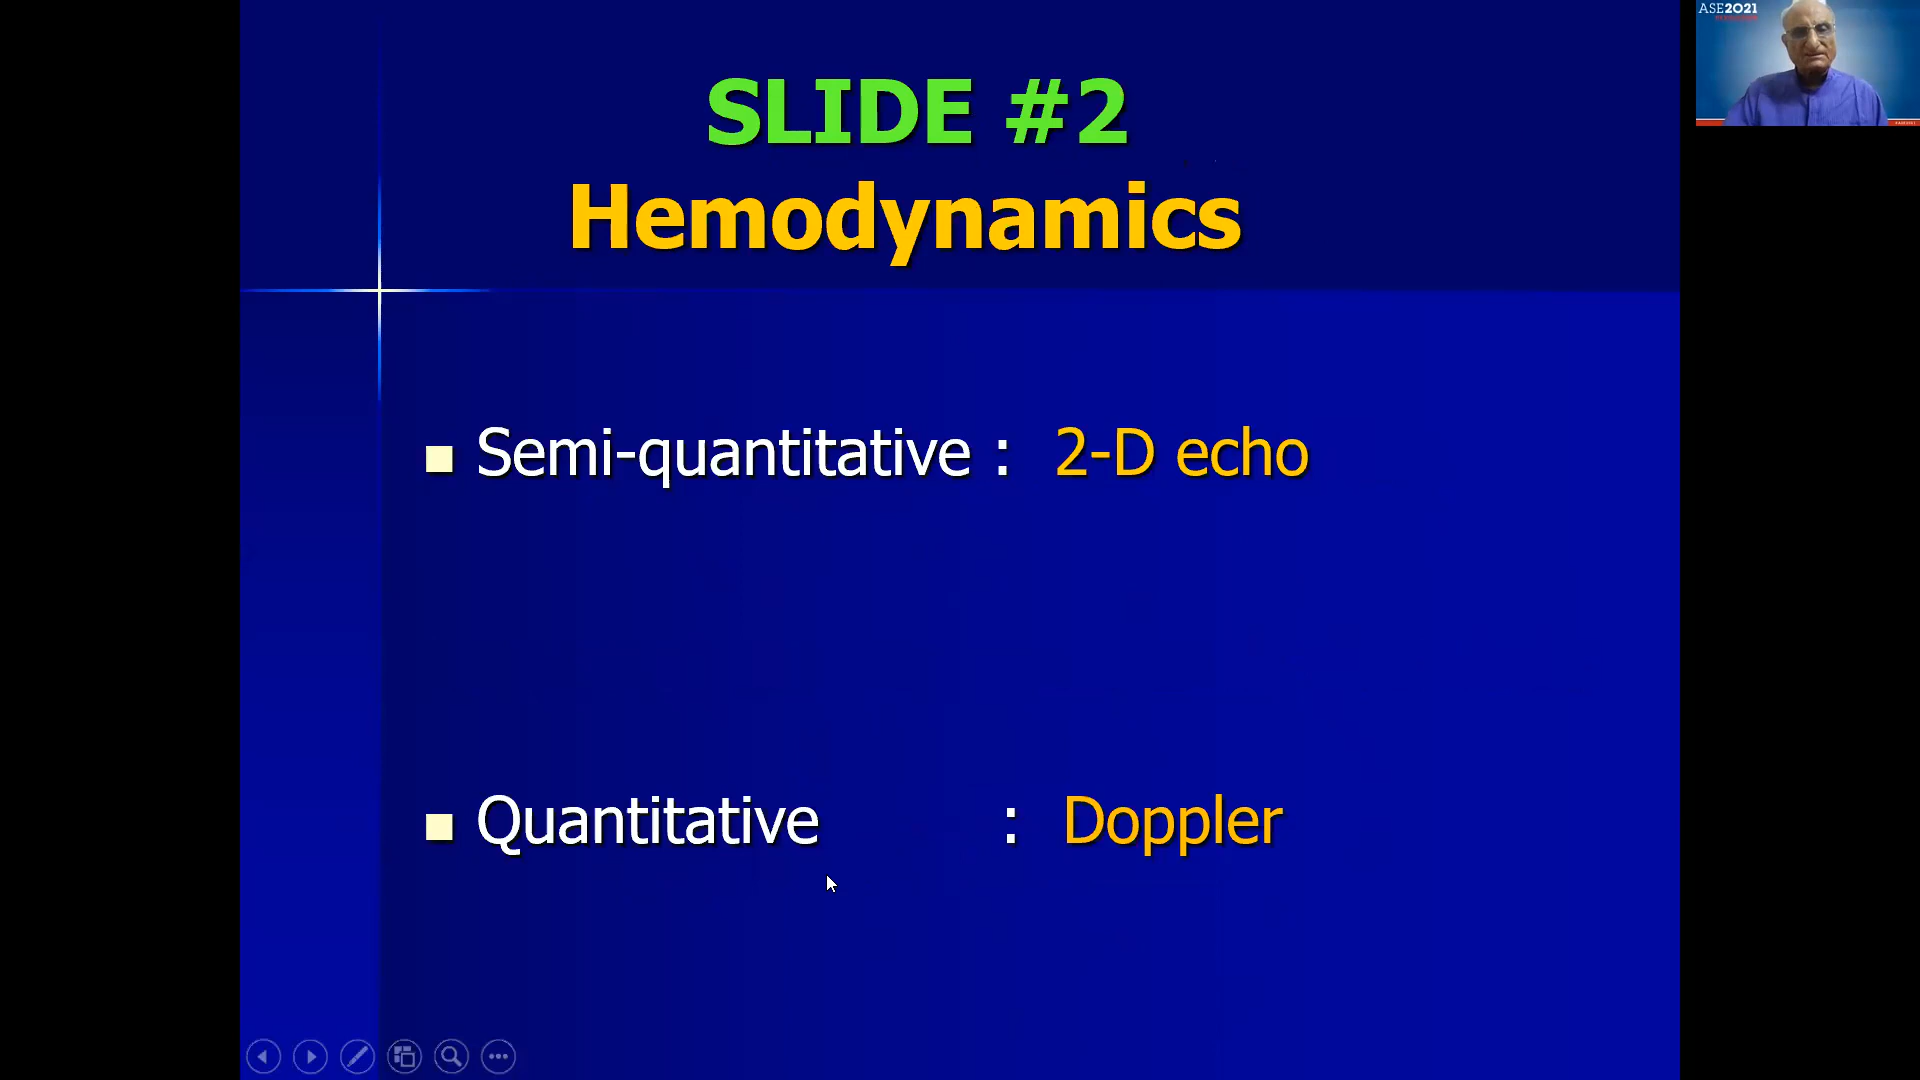 SLIDE #2
Hemodynamics
Semi-quantitative : 2-D echo
Quantitative : Doppler
ASE2021